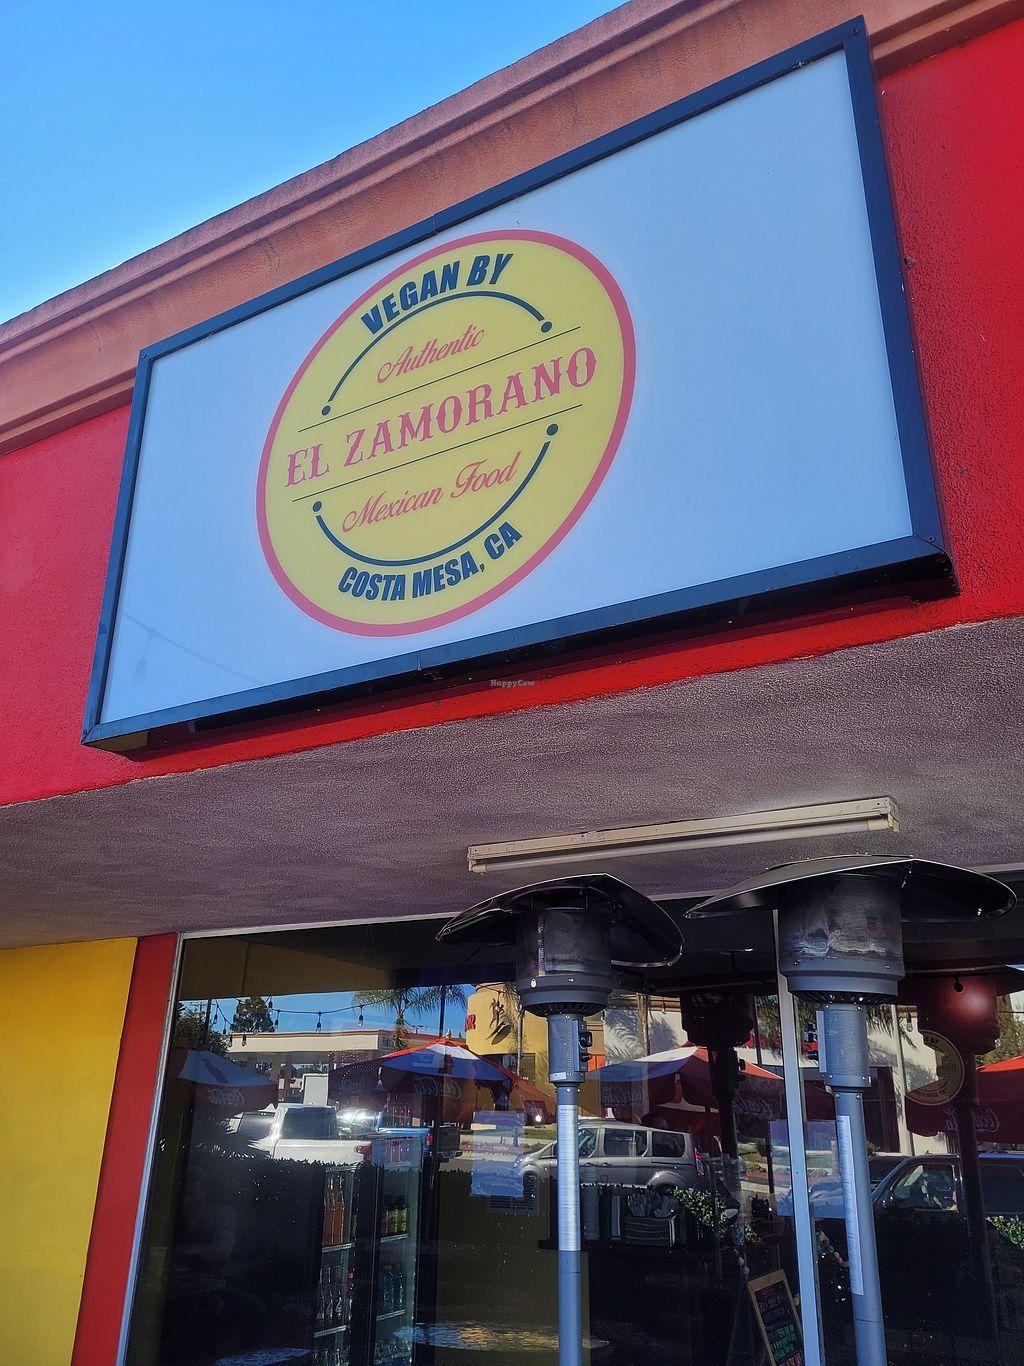 VEGAN BY
Authentic
EL ZAMORANO
Mexican Food
COSTA MESA, CA
HappyCow